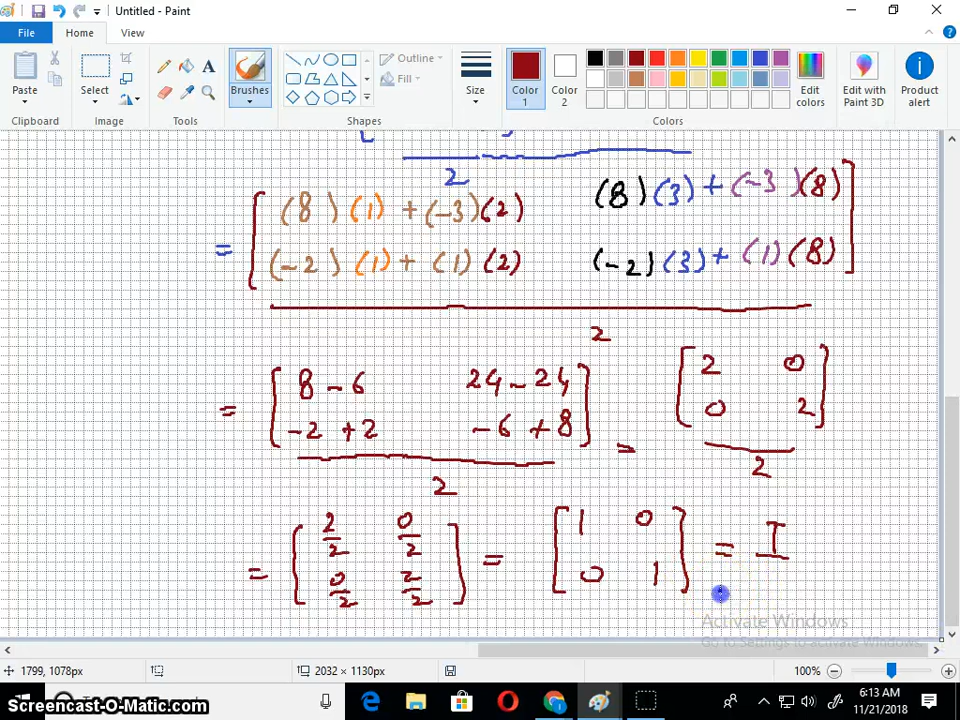 Untitled - Paint
File Home View
Paste Select Brushes Outline Fill Size Color 1 Color 2 Edit colors Edit with Paint 3D Product alert
Clipboard Image Tools Shapes Colors
2
(8)(1)+(-3)(2) (8)(3)+(-3)(8)
= (-2)(1)+(1)(2) (-2)(3)+(1)(8)
2
8-6 24-24 2 0
= -2+2 -6+8 = 0 2
2 2
2/2 0/2 1 0
= 0/2 2/2 = 0 1 = I
Activate Windows
Go to Settings to activate Windows.
1799, 1078px 2032 × 1130px 100%
Screencast-O-Matic.com
6:13 AM
11/21/2018